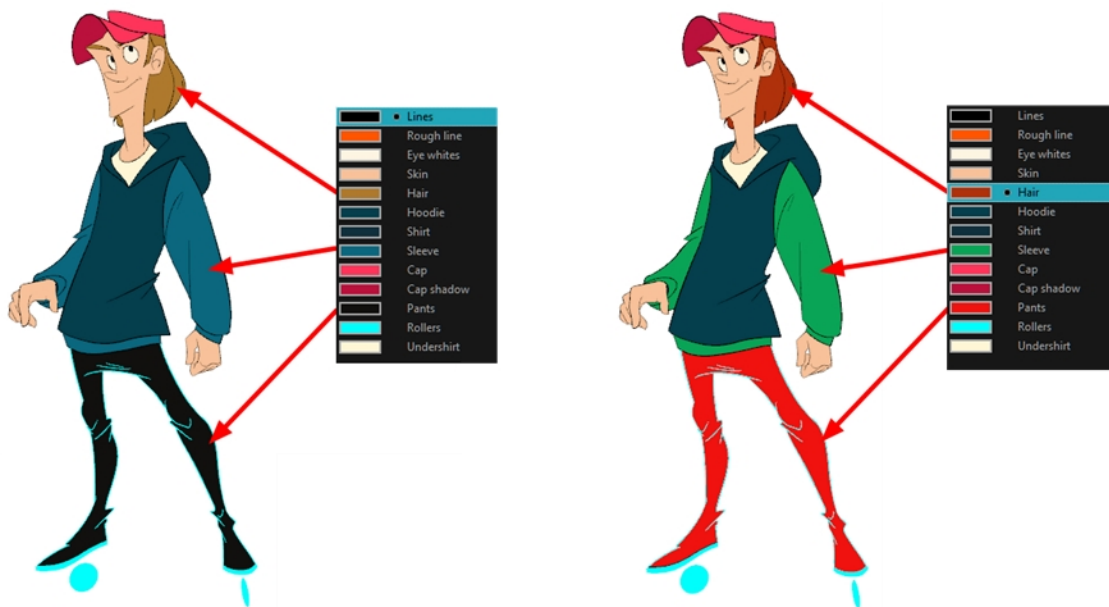 Lines
Rough line
Eye whites
Skin
Hair
Hoodie
Shirt
Sleeve
Cap
Cap shadow
Pants
Rollers
Undershirt
Lines
Rough line
Eye whites
Skin
Hair
Hoodie
Shirt
Sleeve
Cap
Cap shadow
Pants
Rollers
Undershirt